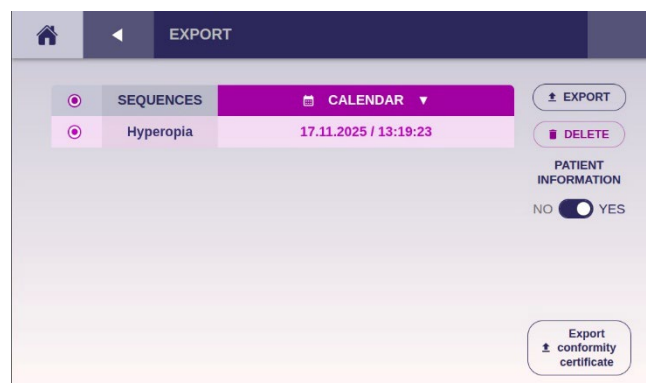 EXPORT
SEQUENCES CALENDAR ▼
Hyperopia 17.11.2025 / 13:19:23
EXPORT
DELETE
PATIENT
INFORMATION
NO YES
Export
conformity
certificate